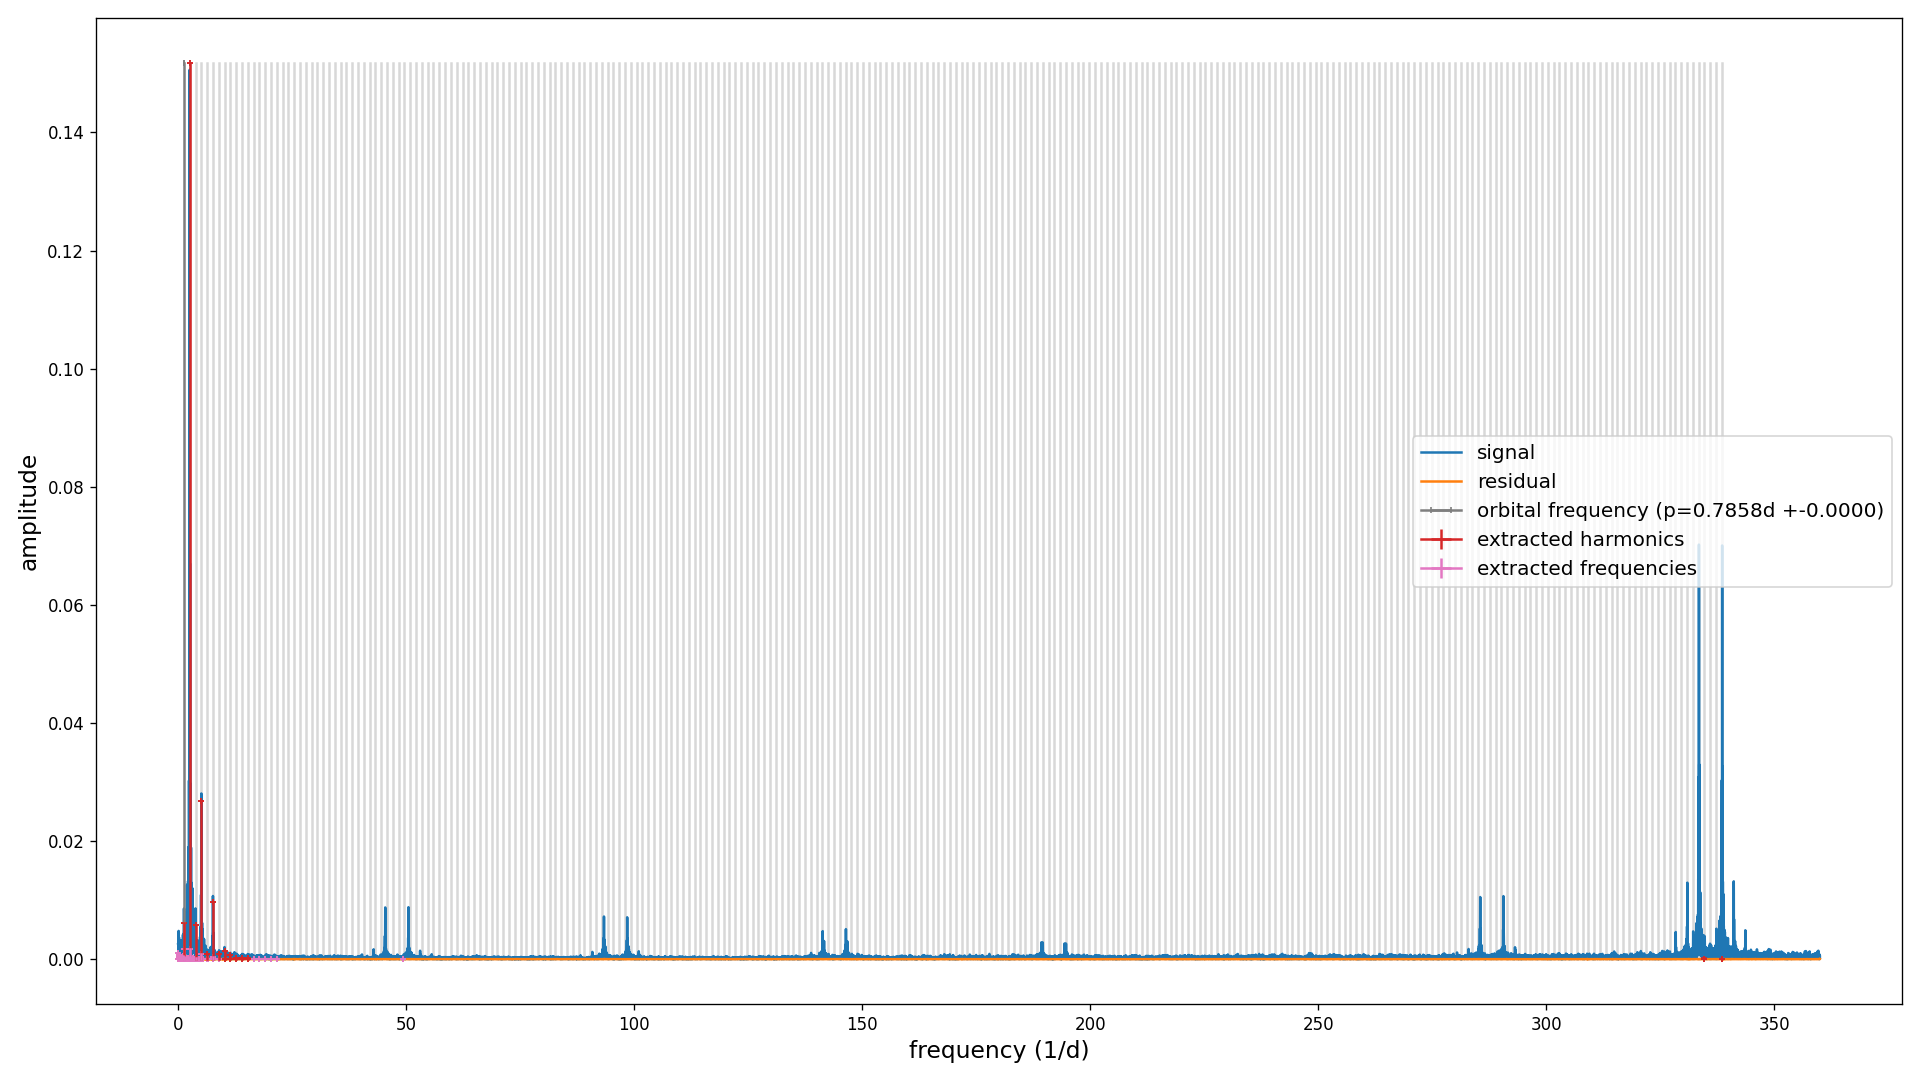 0.14
0.12
0.10
0.08
0.06
0.04
0.02
0.00
amplitude
signal
residual
orbital frequency (p=0.7858d +-0.0000)
extracted harmonics
extracted frequencies
0 50 100 150 200 250 300 350
frequency (1/d)